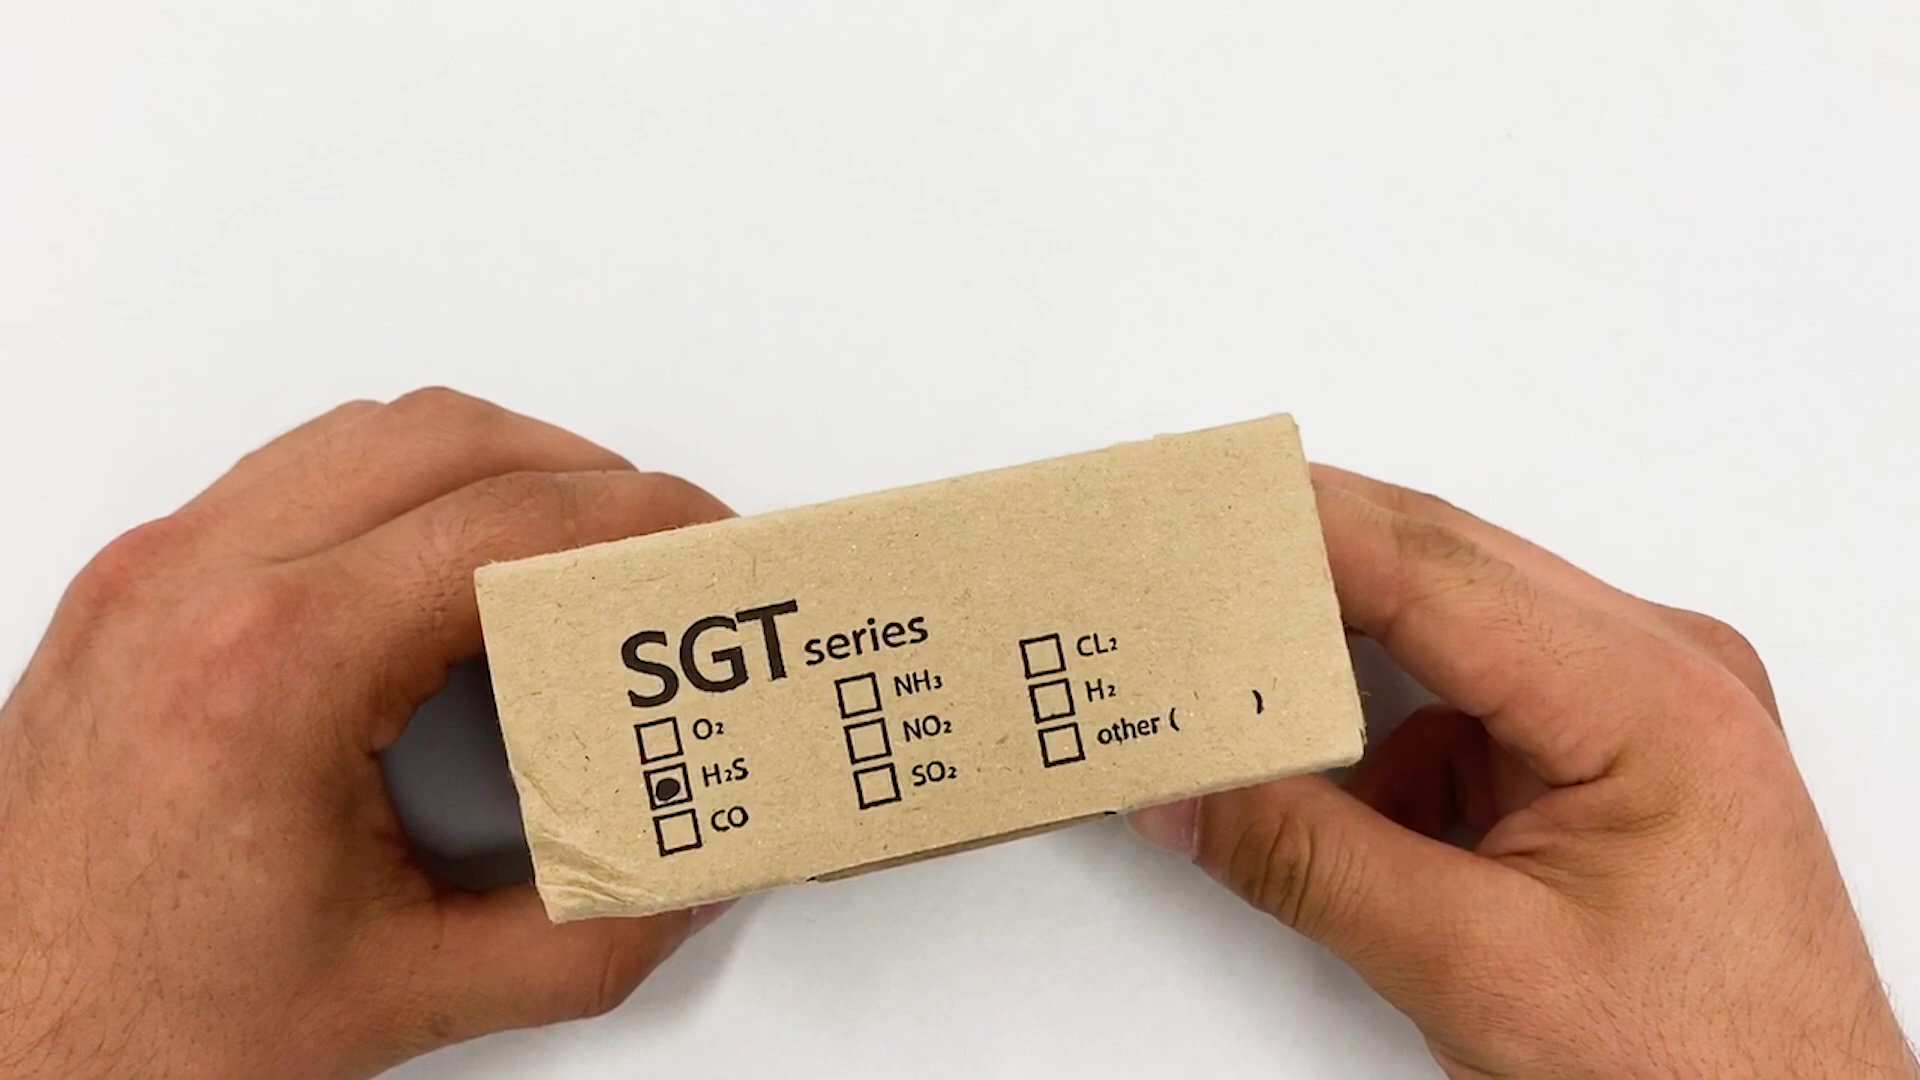 SGT series
☐ O₂
☒ H₂S
☐ CO
☐ NH₃
☐ NO₂
☐ SO₂
☐ CL₂
☐ H₂
☐ other ( )